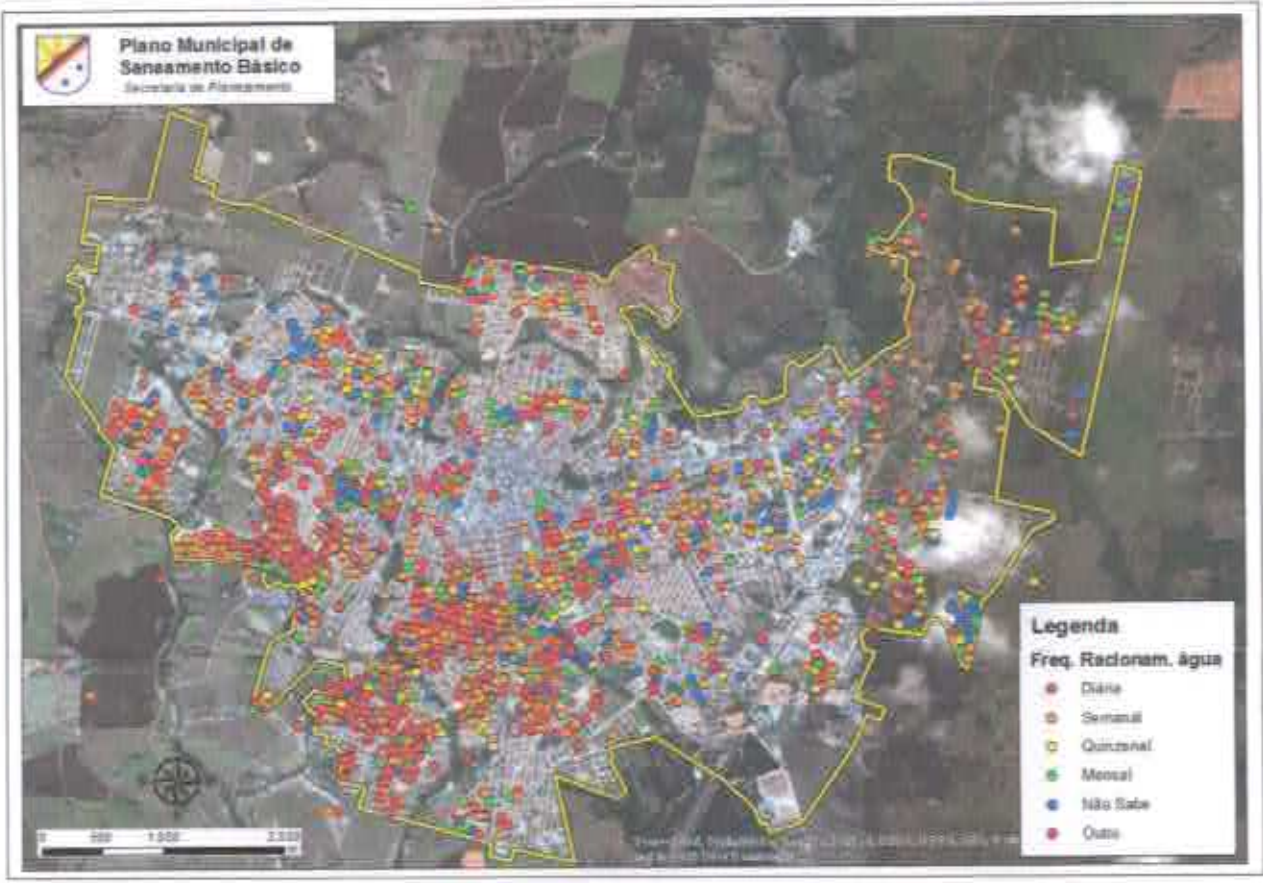 Plano Municipal de
Saneamento Básico
Secretaria de Planejamento
Legenda
Freq. Racionam. água
Diária
Semanal
Quinzenal
Mensal
Não Sabe
Outro
0 500 1.000 2.000